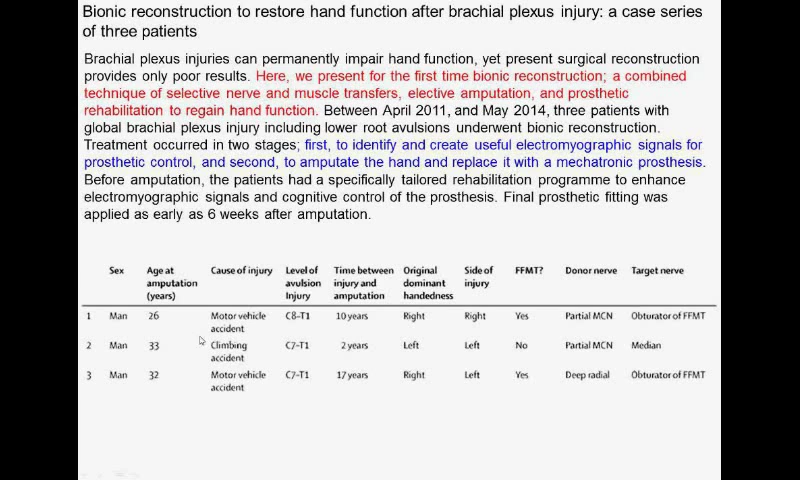 Bionic reconstruction to restore hand function after brachial plexus injury: a case series
of three patients
Brachial plexus injuries can permanently impair hand function, yet present surgical reconstruction
provides only poor results. Here, we present for the first time bionic reconstruction; a combined
technique of selective nerve and muscle transfers, elective amputation, and prosthetic
rehabilitation to regain hand function. Between April 2011, and May 2014, three patients with
global brachial plexus injury including lower root avulsions underwent bionic reconstruction.
Treatment occurred in two stages; first, to identify and create useful electromyographic signals for
prosthetic control, and second, to amputate the hand and replace it with a mechatronic prosthesis.
Before amputation, the patients had a specifically tailored rehabilitation programme to enhance
electromyographic signals and cognitive control of the prosthesis. Final prosthetic fitting was
applied as early as 6 weeks after amputation.
Sex Age at Cause of injury Level of Time between Original Side of FFMT? Donor nerve Target nerve
amputation avulsion injury and dominant injury
(years) Injury amputation handedness
1 Man 26 Motor vehicle C8-T1 10 years Right Right Yes Partial MCN Obturator of FFMT
accident
2 Man 33 Climbing C7-T1 2 years Left Left No Partial MCN Median
accident
3 Man 32 Motor vehicle C7-T1 17 years Right Left Yes Deep radial Obturator of FFMT
accident